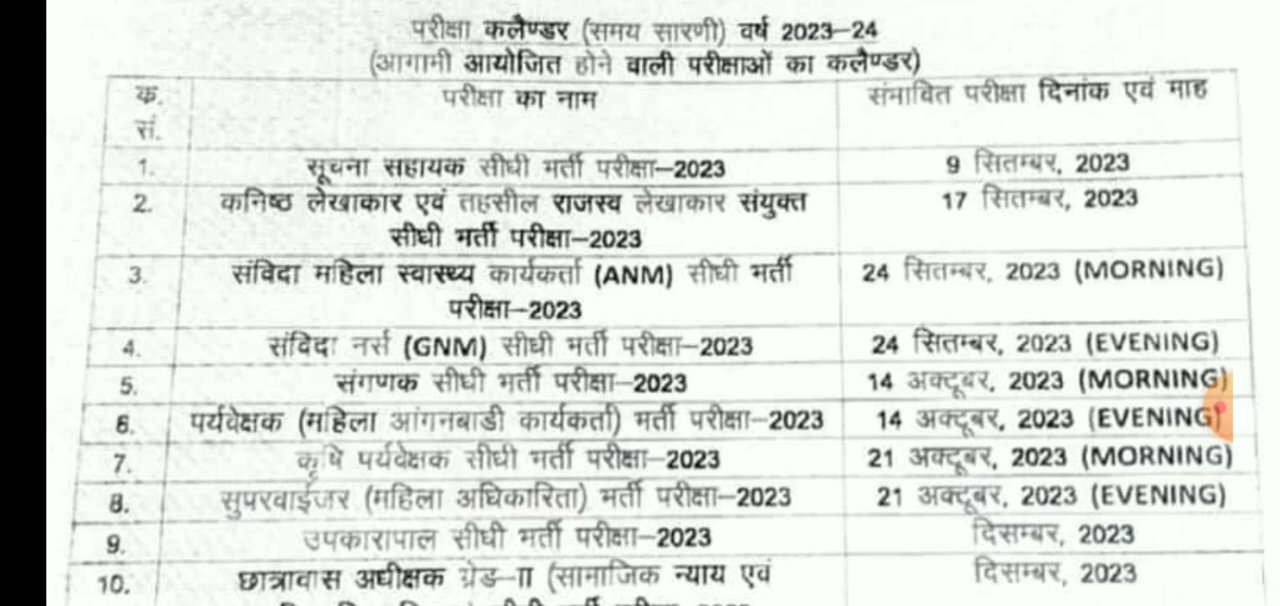 परीक्षा कलैण्डर (समय सारणी) वर्ष 2023–24
(आगामी आयोजित होने वाली परीक्षाओं का कलैण्डर)
क. सं. परीक्षा का नाम संभावित परीक्षा दिनांक एवं माह
1. सूचना सहायक सीधी भर्ती परीक्षा–2023 9 सितम्बर, 2023
2. कनिष्ठ लेखाकार एवं तहसील राजस्व लेखाकार संयुक्त 17 सितम्बर, 2023
सीधी भर्ती परीक्षा–2023
3. संविदा महिला स्वास्थ्य कार्यकर्ता (ANM) सीधी भर्ती 24 सितम्बर, 2023 (MORNING)
परीक्षा–2023
4. संविदा नर्स (GNM) सीधी भर्ती परीक्षा–2023 24 सितम्बर, 2023 (EVENING)
5. संगणक सीधी भर्ती परीक्षा–2023 14 अक्टूबर, 2023 (MORNING)
6. पर्यवेक्षक (महिला आंगनबाडी कार्यकर्ता) भर्ती परीक्षा–2023 14 अक्टूबर, 2023 (EVENING)
7. कृषि पर्यवेक्षक सीधी भर्ती परीक्षा–2023 21 अक्टूबर, 2023 (MORNING)
8. सुपरवाईजर (महिला अधिकारिता) भर्ती परीक्षा–2023 21 अक्टूबर, 2023 (EVENING)
9. उपकारापाल सीधी भर्ती परीक्षा–2023 दिसम्बर, 2023
10. छात्रावास अधीक्षक ग्रेड–II (सामाजिक न्याय एवं दिसम्बर, 2023